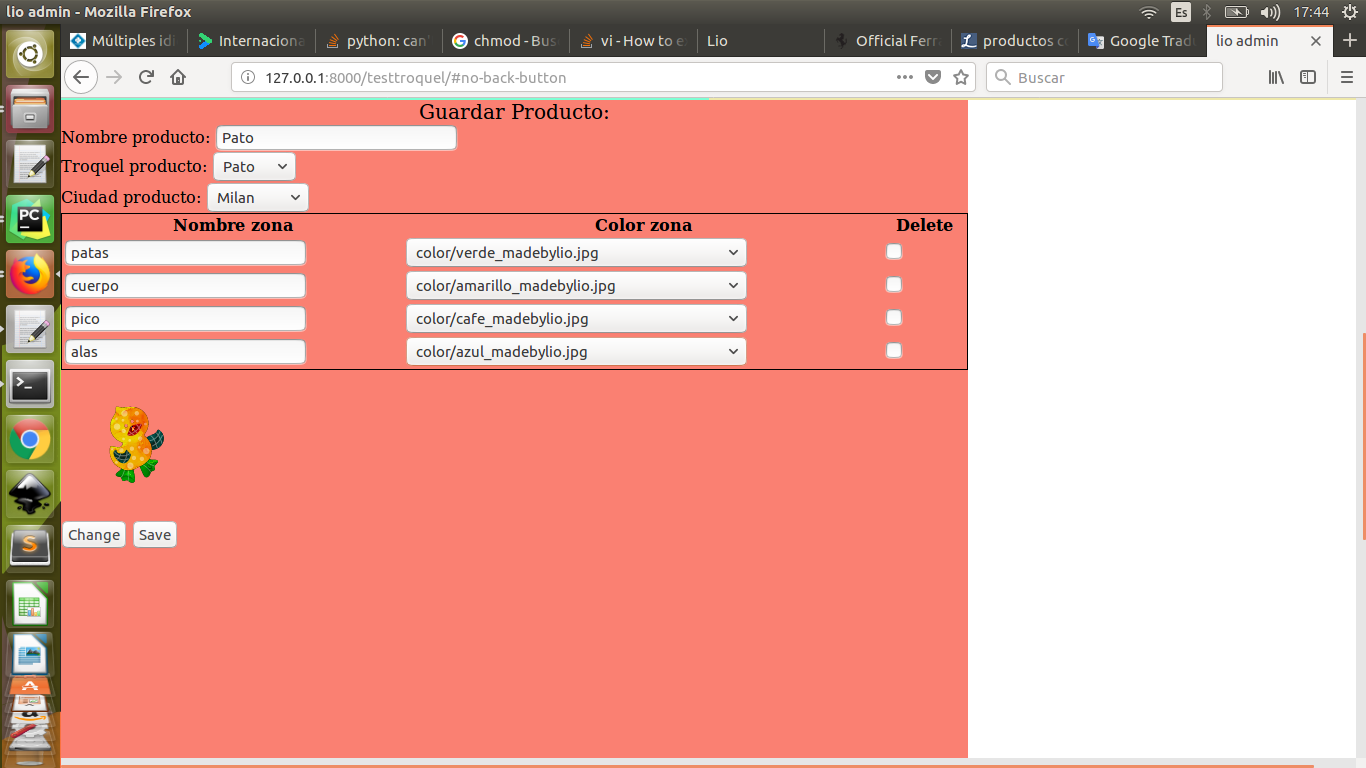 lio admin - Mozilla Firefox
Es
17:44
Múltiples idi
Internaciona
python: can'
chmod - Bus
vi - How to e
Lio
Official Ferr
productos co
Google Trad
lio admin
127.0.0.1:8000/testtroquel/#no-back-button
Buscar
Guardar Producto:
Nombre producto: Pato
Troquel producto: Pato
Ciudad producto: Milan
Nombre zona Color zona Delete
patas color/verde_madebylio.jpg
cuerpo color/amarillo_madebylio.jpg
pico color/cafe_madebylio.jpg
alas color/azul_madebylio.jpg
Change Save
PC
S